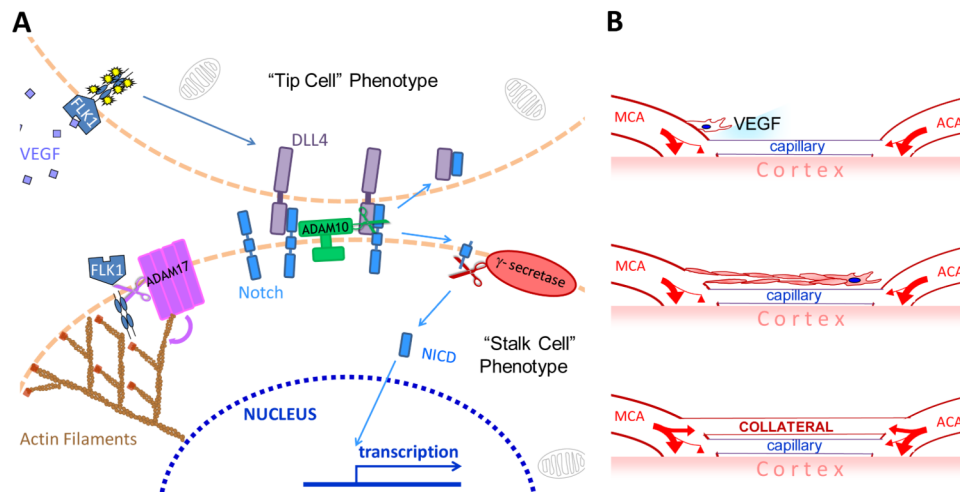 A
"Tip Cell" Phenotype
FLK1
VEGF
DLL4
ADAM10
FLK1
ADAM17
Notch
γ- secretase
NICD
"Stalk Cell"
Phenotype
Actin Filaments
NUCLEUS
transcription
B
MCA
VEGF
ACA
capillary
Cortex
MCA
ACA
capillary
Cortex
MCA
ACA
COLLATERAL
capillary
Cortex